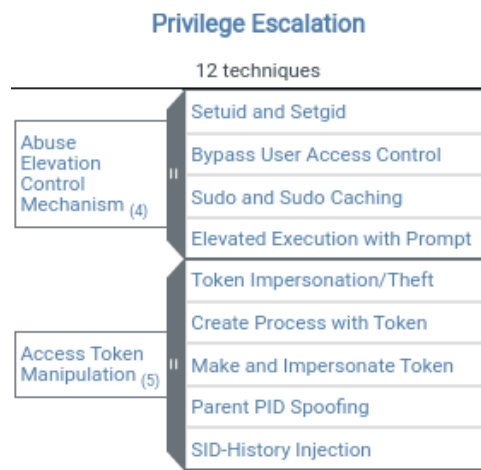 Privilege Escalation
12 techniques
Abuse
Elevation
Control
Mechanism (4)
Setuid and Setgid
Bypass User Access Control
Sudo and Sudo Caching
Elevated Execution with Prompt
Access Token
Manipulation (5)
Token Impersonation/Theft
Create Process with Token
Make and Impersonate Token
Parent PID Spoofing
SID-History Injection